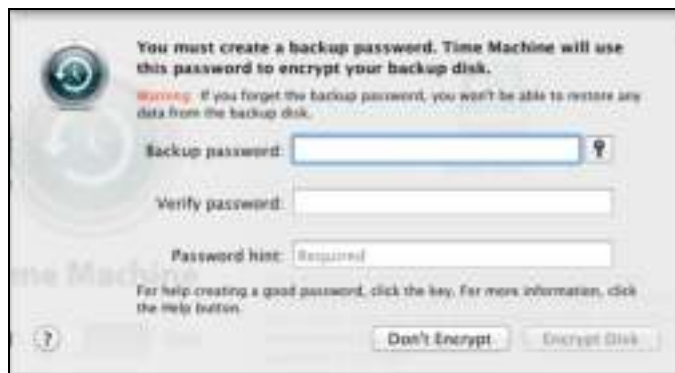 You must create a backup password. Time Machine will use
this password to encrypt your backup disk.
Warning: If you forget the backup password, you won't be able to restore any
data from the backup disk.
Backup password:
Verify password:
Password hint: Required
me Machine
For help creating a good password, click the key. For more information, click
the Help button.
? Don't Encrypt Encrypt Disk